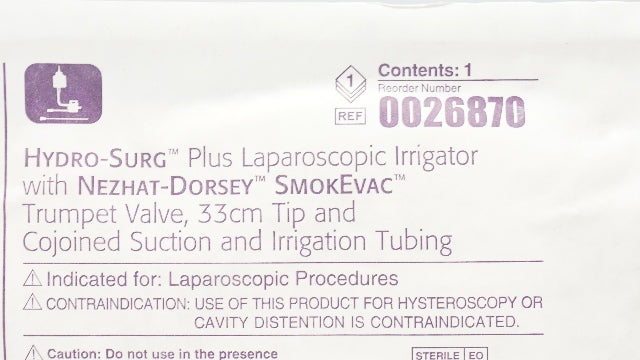 1 Contents: 1
Reorder Number
REF 0026870
HYDRO-SURG™ Plus Laparoscopic Irrigator
with NEZHAT-DORSEY™ SMOKEVAC™
Trumpet Valve, 33cm Tip and
Cojoined Suction and Irrigation Tubing
Indicated for: Laparoscopic Procedures
CONTRAINDICATION: USE OF THIS PRODUCT FOR HYSTEROSCOPY OR
CAVITY DISTENTION IS CONTRAINDICATED.
Caution: Do not use in the presence
STERILE EO